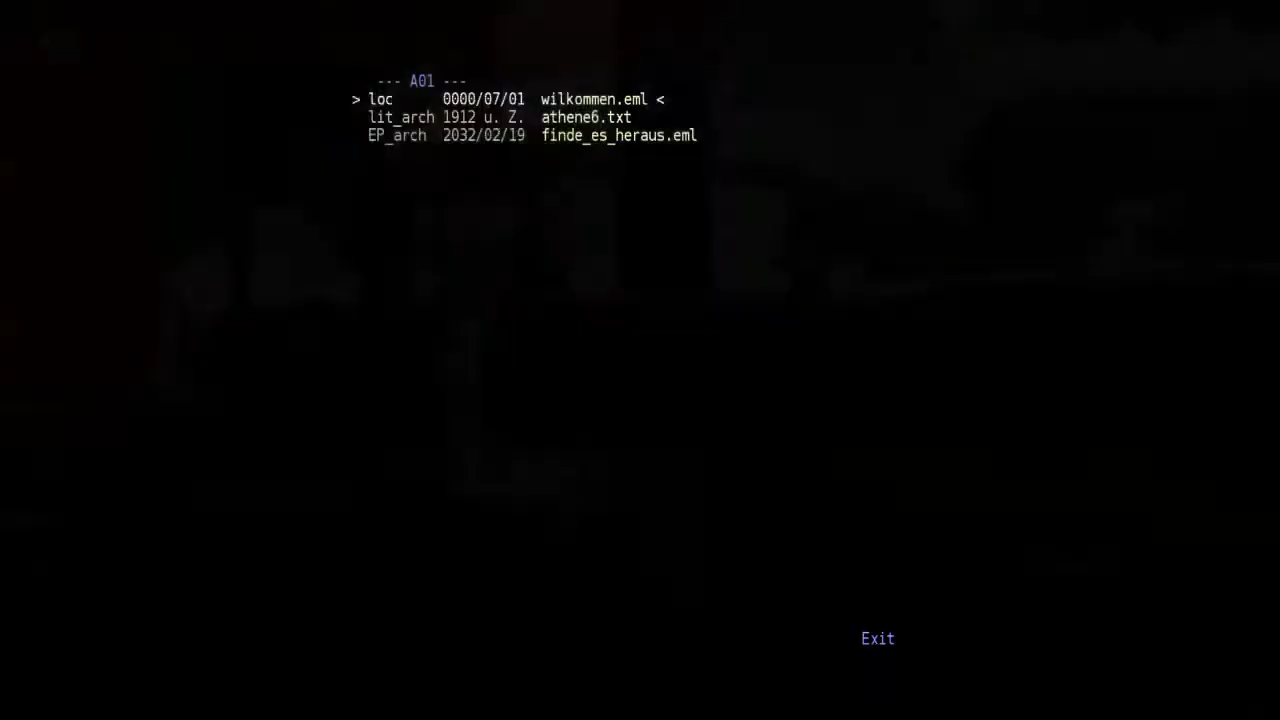 --- A01 ---
> loc 0000/07/01 wilkommen.eml <
lit_arch 1912 u. Z. athene6.txt
EP_arch 2032/02/19 finde_es_heraus.eml
Exit